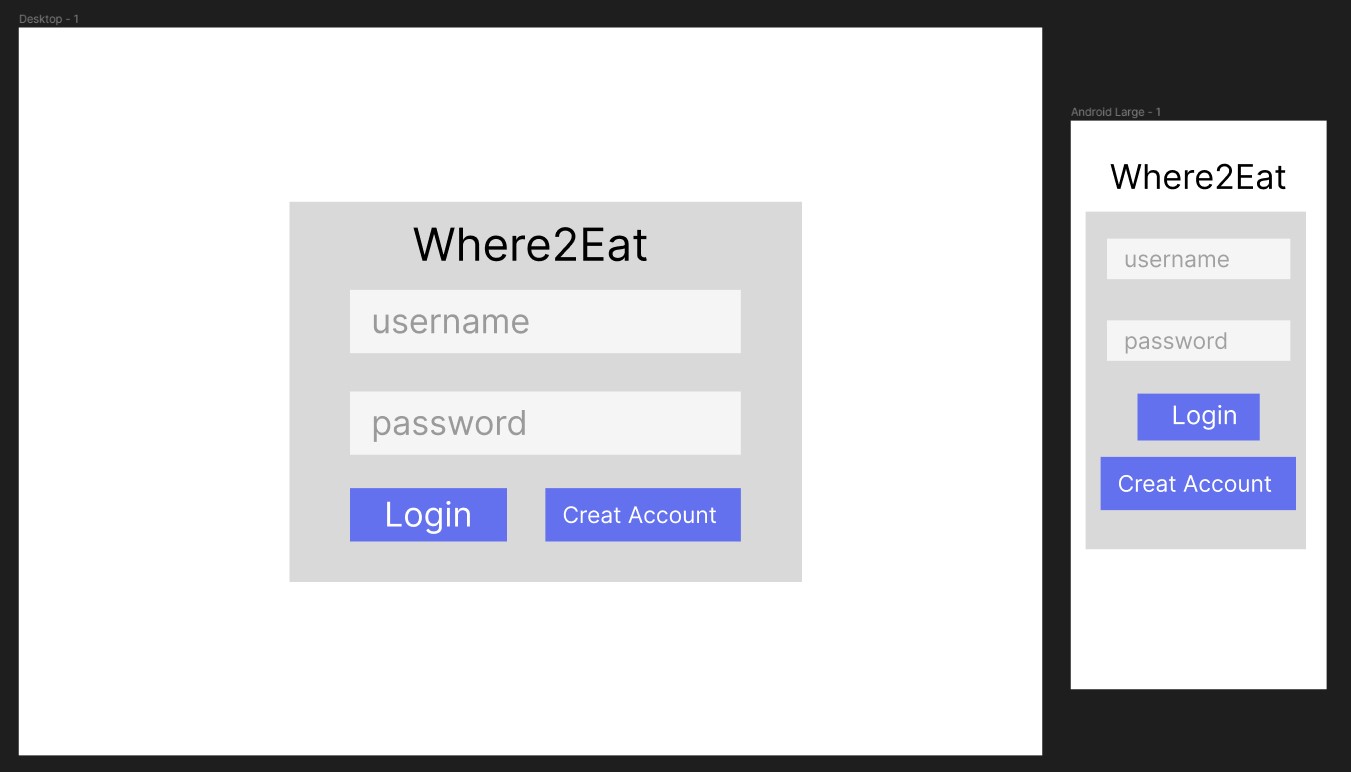 Desktop - 1
Where2Eat
username
password
Login
Creat Account
Android Large - 1
Where2Eat
username
password
Login
Creat Account